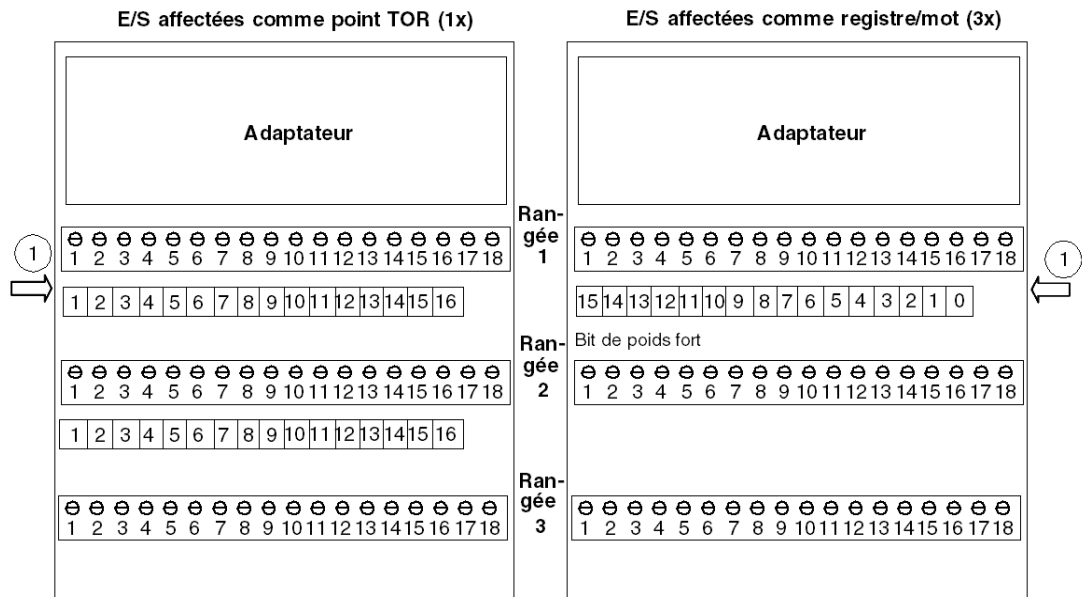 E/S affectées comme point TOR (1x)
E/S affectées comme registre/mot (3x)
Adaptateur
Adaptateur
Ran-
gée
1
1
1
1 2 3 4 5 6 7 8 9 10 11 12 13 14 15 16 17 18
1 2 3 4 5 6 7 8 9 10 11 12 13 14 15 16 17 18
1 2 3 4 5 6 7 8 9 10 11 12 13 14 15 16
15 14 13 12 11 10 9 8 7 6 5 4 3 2 1 0
Bit de poids fort
Ran-
gée
2
1 2 3 4 5 6 7 8 9 10 11 12 13 14 15 16 17 18
1 2 3 4 5 6 7 8 9 10 11 12 13 14 15 16 17 18
1 2 3 4 5 6 7 8 9 10 11 12 13 14 15 16
Ran-
gée
3
1 2 3 4 5 6 7 8 9 10 11 12 13 14 15 16 17 18
1 2 3 4 5 6 7 8 9 10 11 12 13 14 15 16 17 18